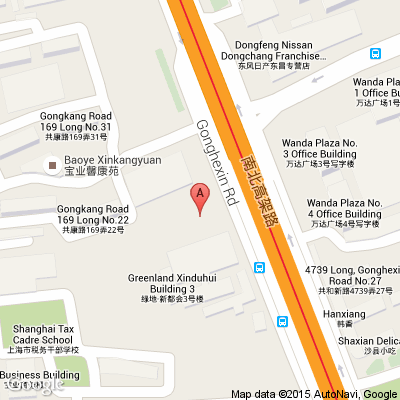 Dongfeng Nissan
Dongchang Franchise...
东风日产东昌专营店
Wanda Plaza No.
1 Office Building
万达广场1号
Gongkang Road
169 Long No.31
共康路169弄31号
Gonghexin Rd
南北高架路
Wanda Plaza No.
3 Office Building
万达广场3号写字楼
Baoye Xinkangyuan
宝业馨康苑
A
Gongkang Road
169 Long No.22
共康路169弄22号
Wanda Plaza No.
4 Office Building
万达广场4号写字楼
Greenland Xinduhui
Building 3
绿地·新都会3号楼
4739 Long, Gonghexin
Road No.27
共和新路4739弄27号
Hanxiang
韩香
Shanghai Tax
Cadre School
上海市税务干部学校
Shaxian Delica
沙县小吃
Business Building
Google
Map data ©2015 AutoNavi, Google